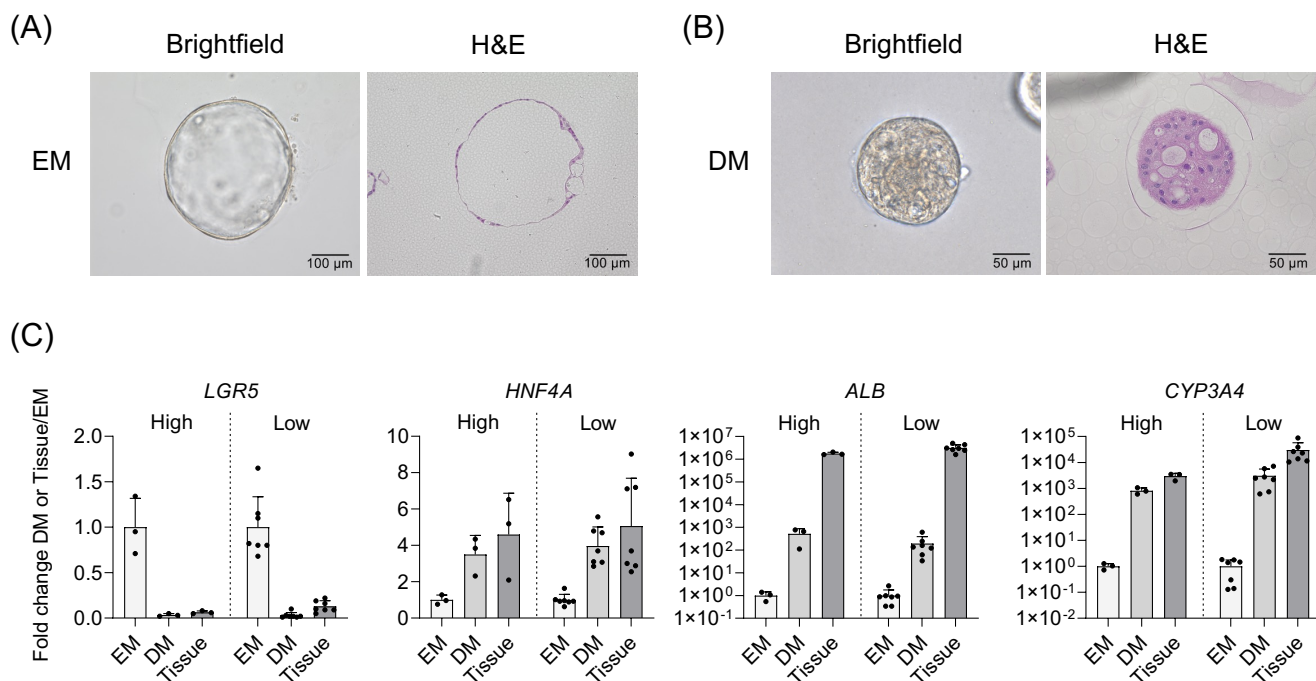 (A)
Brightfield
H&E
EM
100 µm
100 µm
(B)
Brightfield
H&E
DM
50 µm
50 µm
(C)
Fold change DM or Tissue/EM
LGR5
High
Low
2.0
1.5
1.0
0.5
0.0
EM
DM
Tissue
EM
DM
Tissue
HNF4A
High
Low
10
8
6
4
2
0
EM
DM
Tissue
EM
DM
Tissue
ALB
High
Low
1×10⁷
1×10⁶
1×10⁵
1×10⁴
1×10³
1×10²
1×10¹
1×10⁰
1×10⁻¹
EM
DM
Tissue
EM
DM
Tissue
CYP3A4
High
Low
1×10⁵
1×10⁴
1×10³
1×10²
1×10¹
1×10⁰
1×10⁻¹
1×10⁻²
EM
DM
Tissue
EM
DM
Tissue